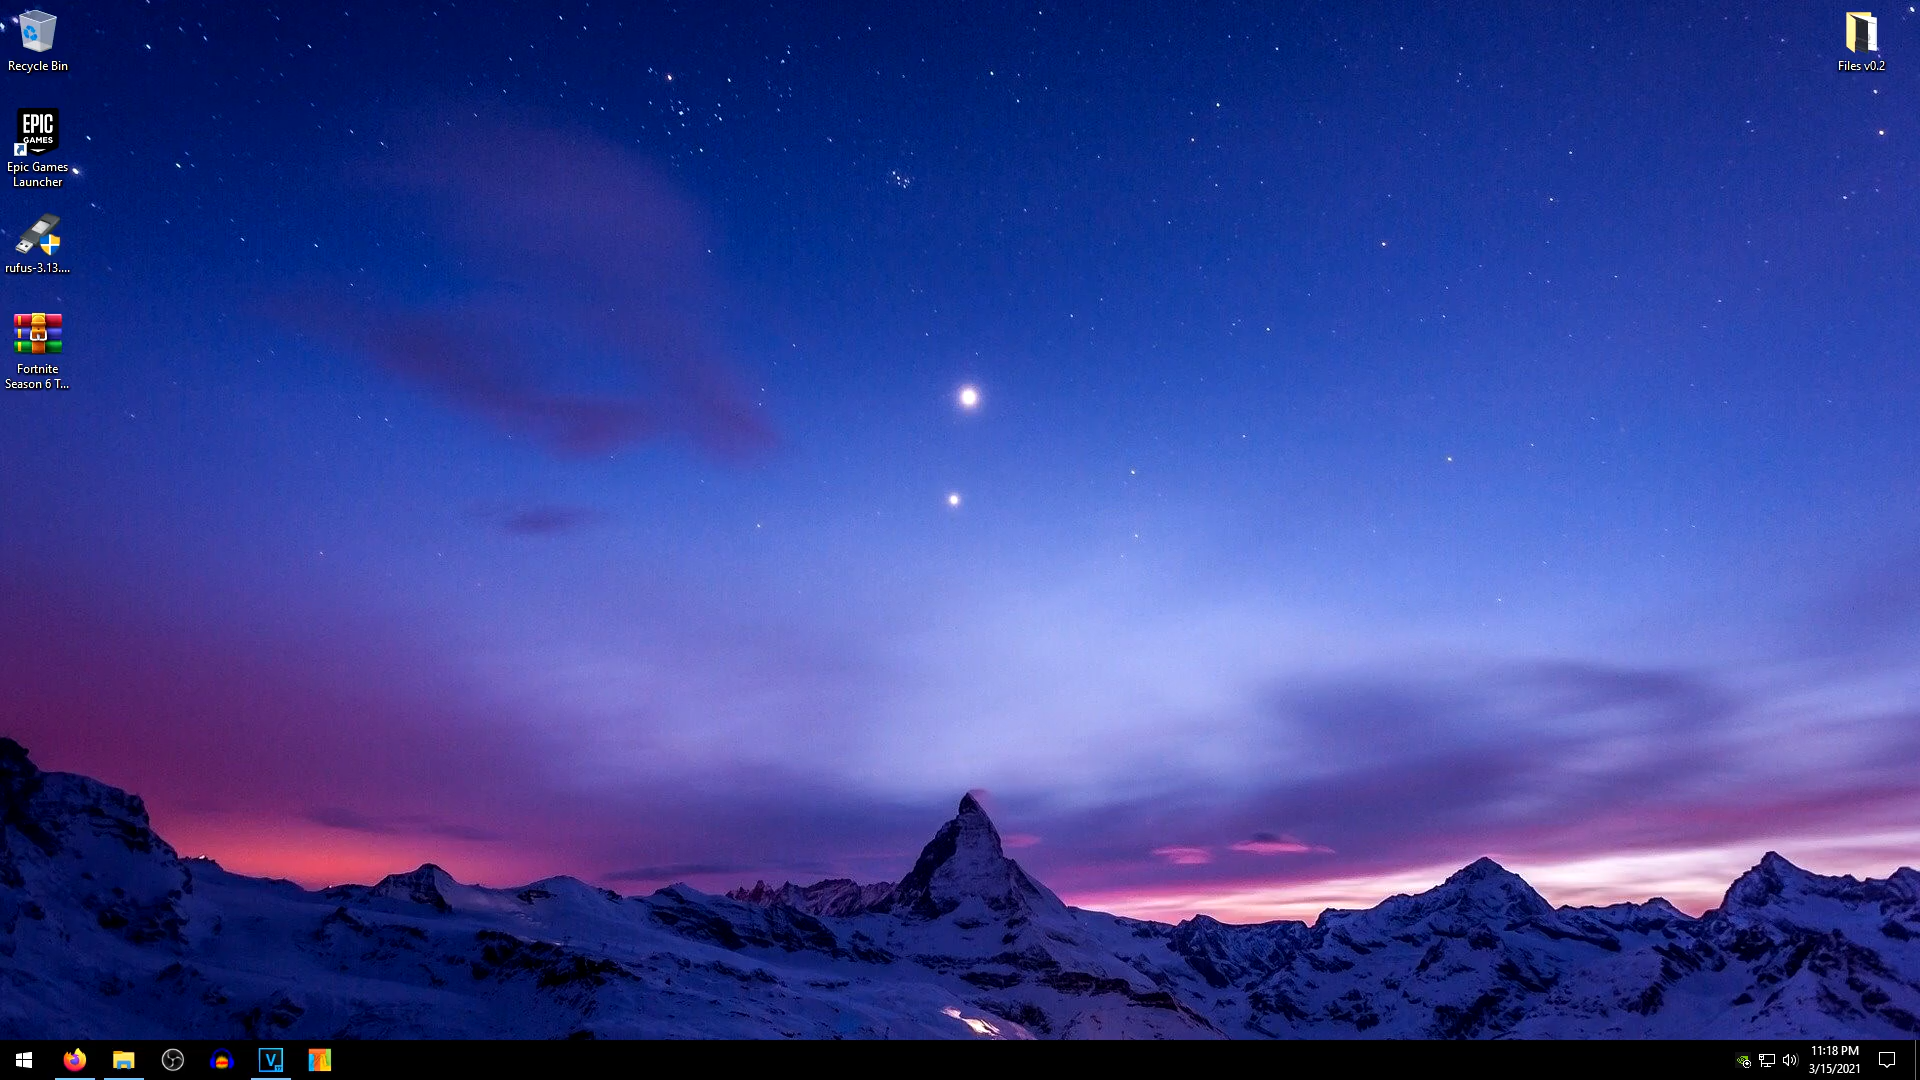 Recycle Bin
EPIC
GAMES
Epic Games
Launcher
rufus-3.13....
Fortnite
Season 6 T...
Files v0.2
V
11:18 PM
3/15/2021